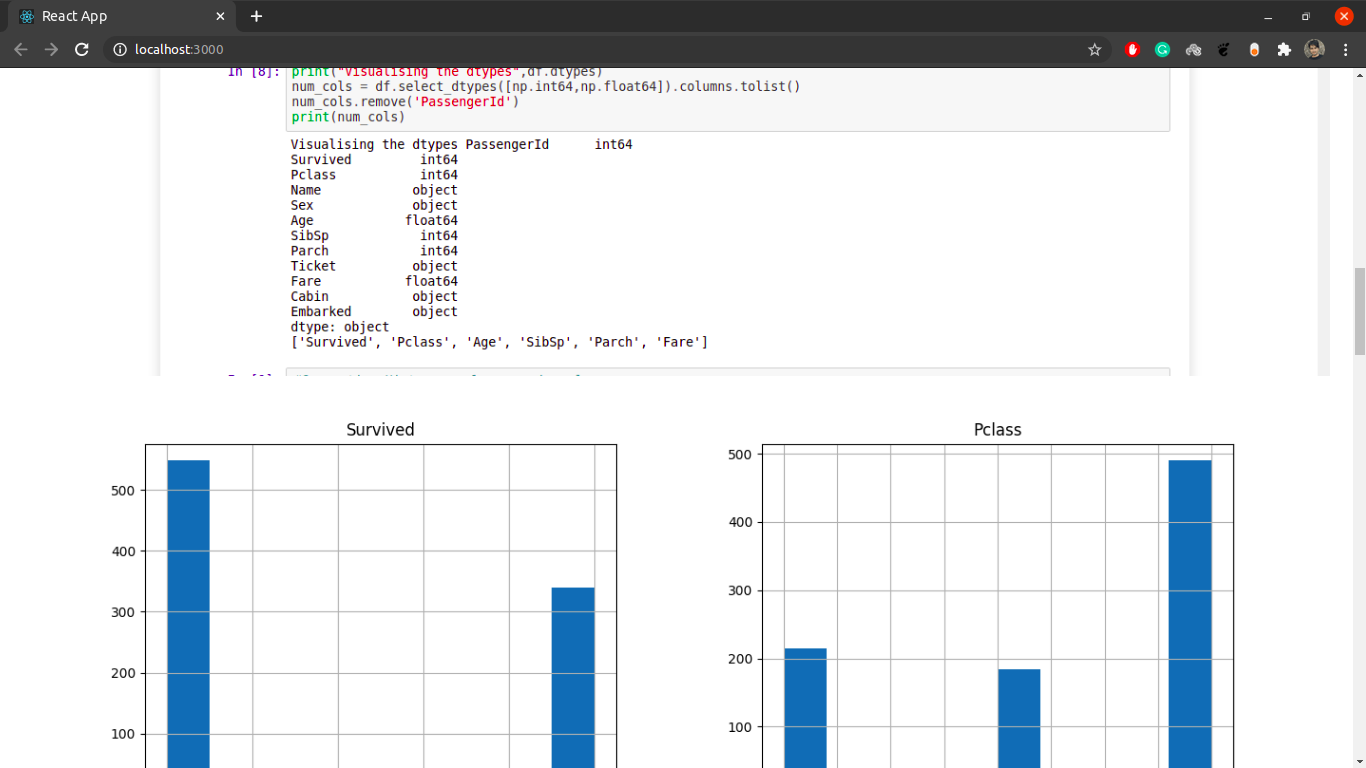 React App
localhost:3000
In [8]: print("Visualising the dtypes",df.dtypes)
num_cols = df.select_dtypes([np.int64,np.float64]).columns.tolist()
num_cols.remove('PassengerId')
print(num_cols)
Visualising the dtypes PassengerId      int64
Survived         int64
Pclass           int64
Name            object
Sex             object
Age            float64
SibSp            int64
Parch            int64
Ticket          object
Fare           float64
Cabin           object
Embarked        object
dtype: object
['Survived', 'Pclass', 'Age', 'SibSp', 'Parch', 'Fare']
Survived
500
400
300
200
100
Pclass
500
400
300
200
100